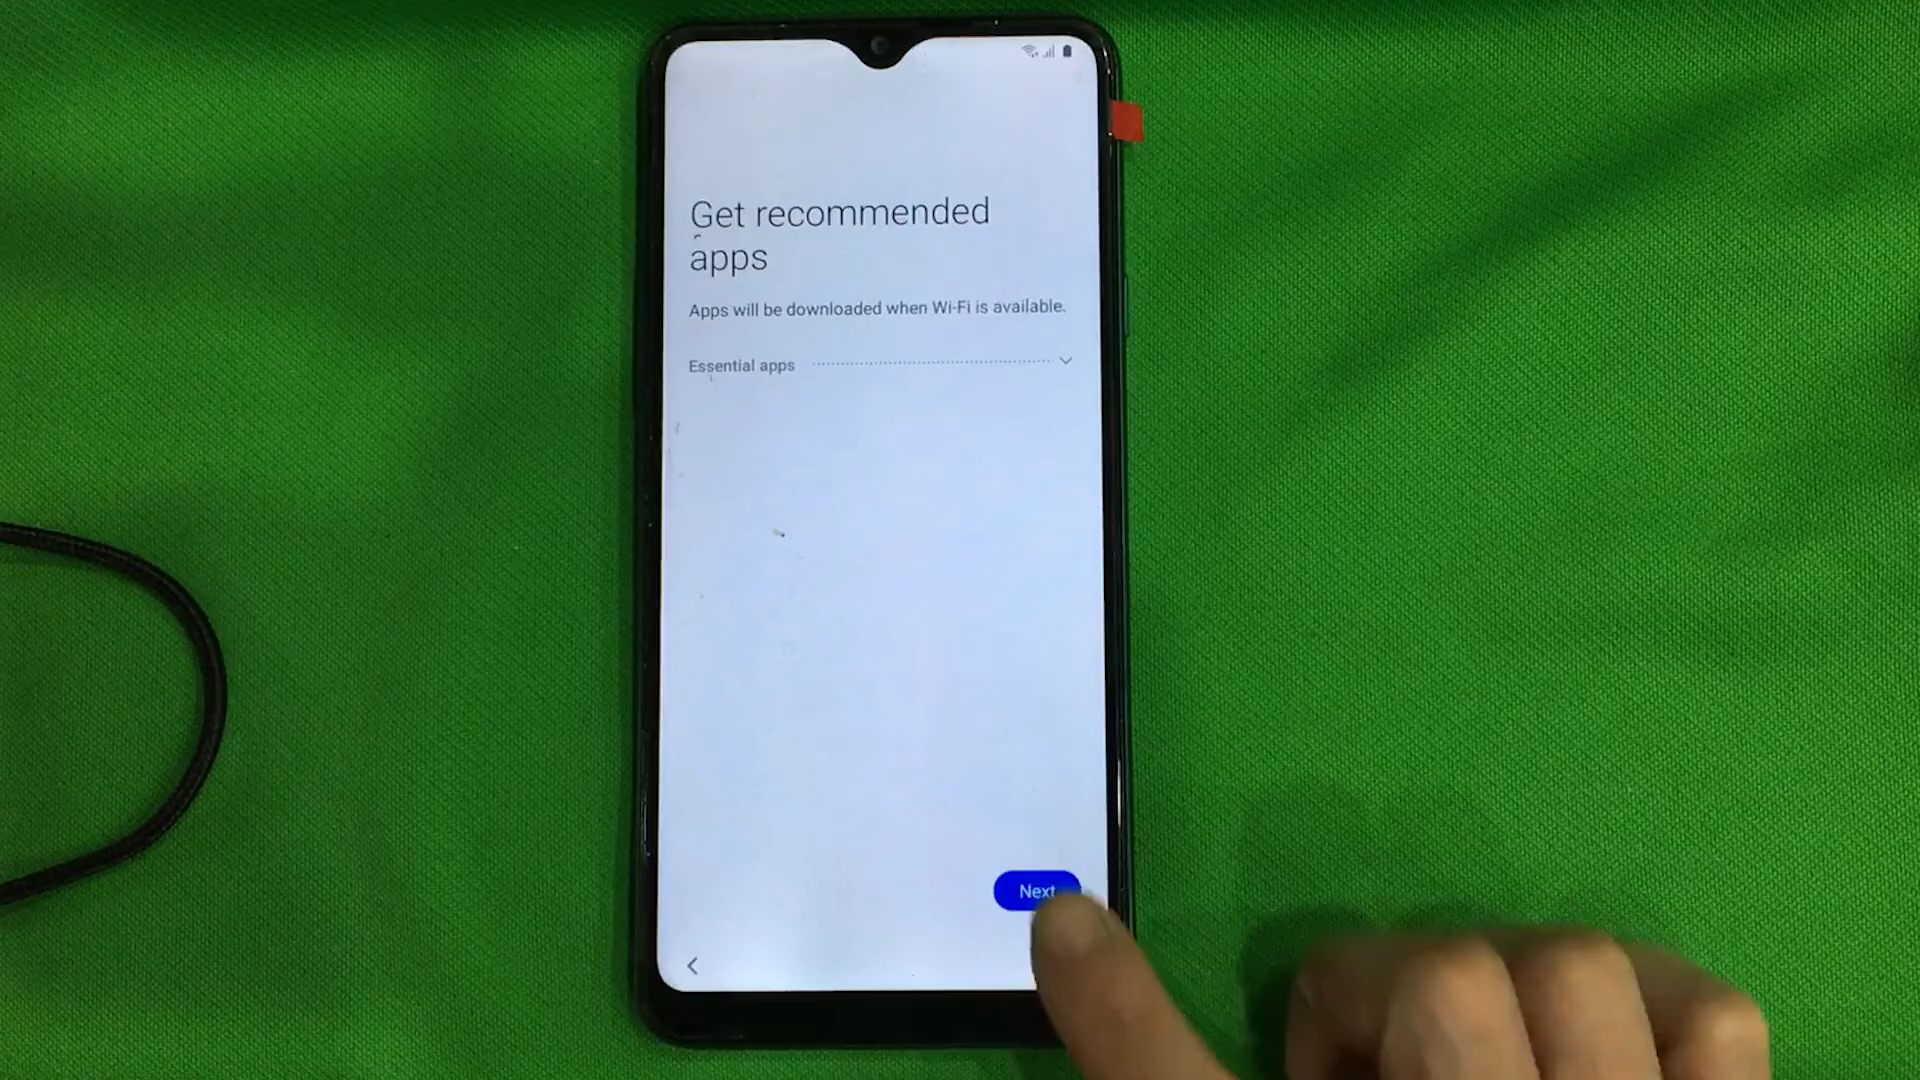 Get recommended
apps
Apps will be downloaded when Wi-Fi is available.
Essential apps
Next